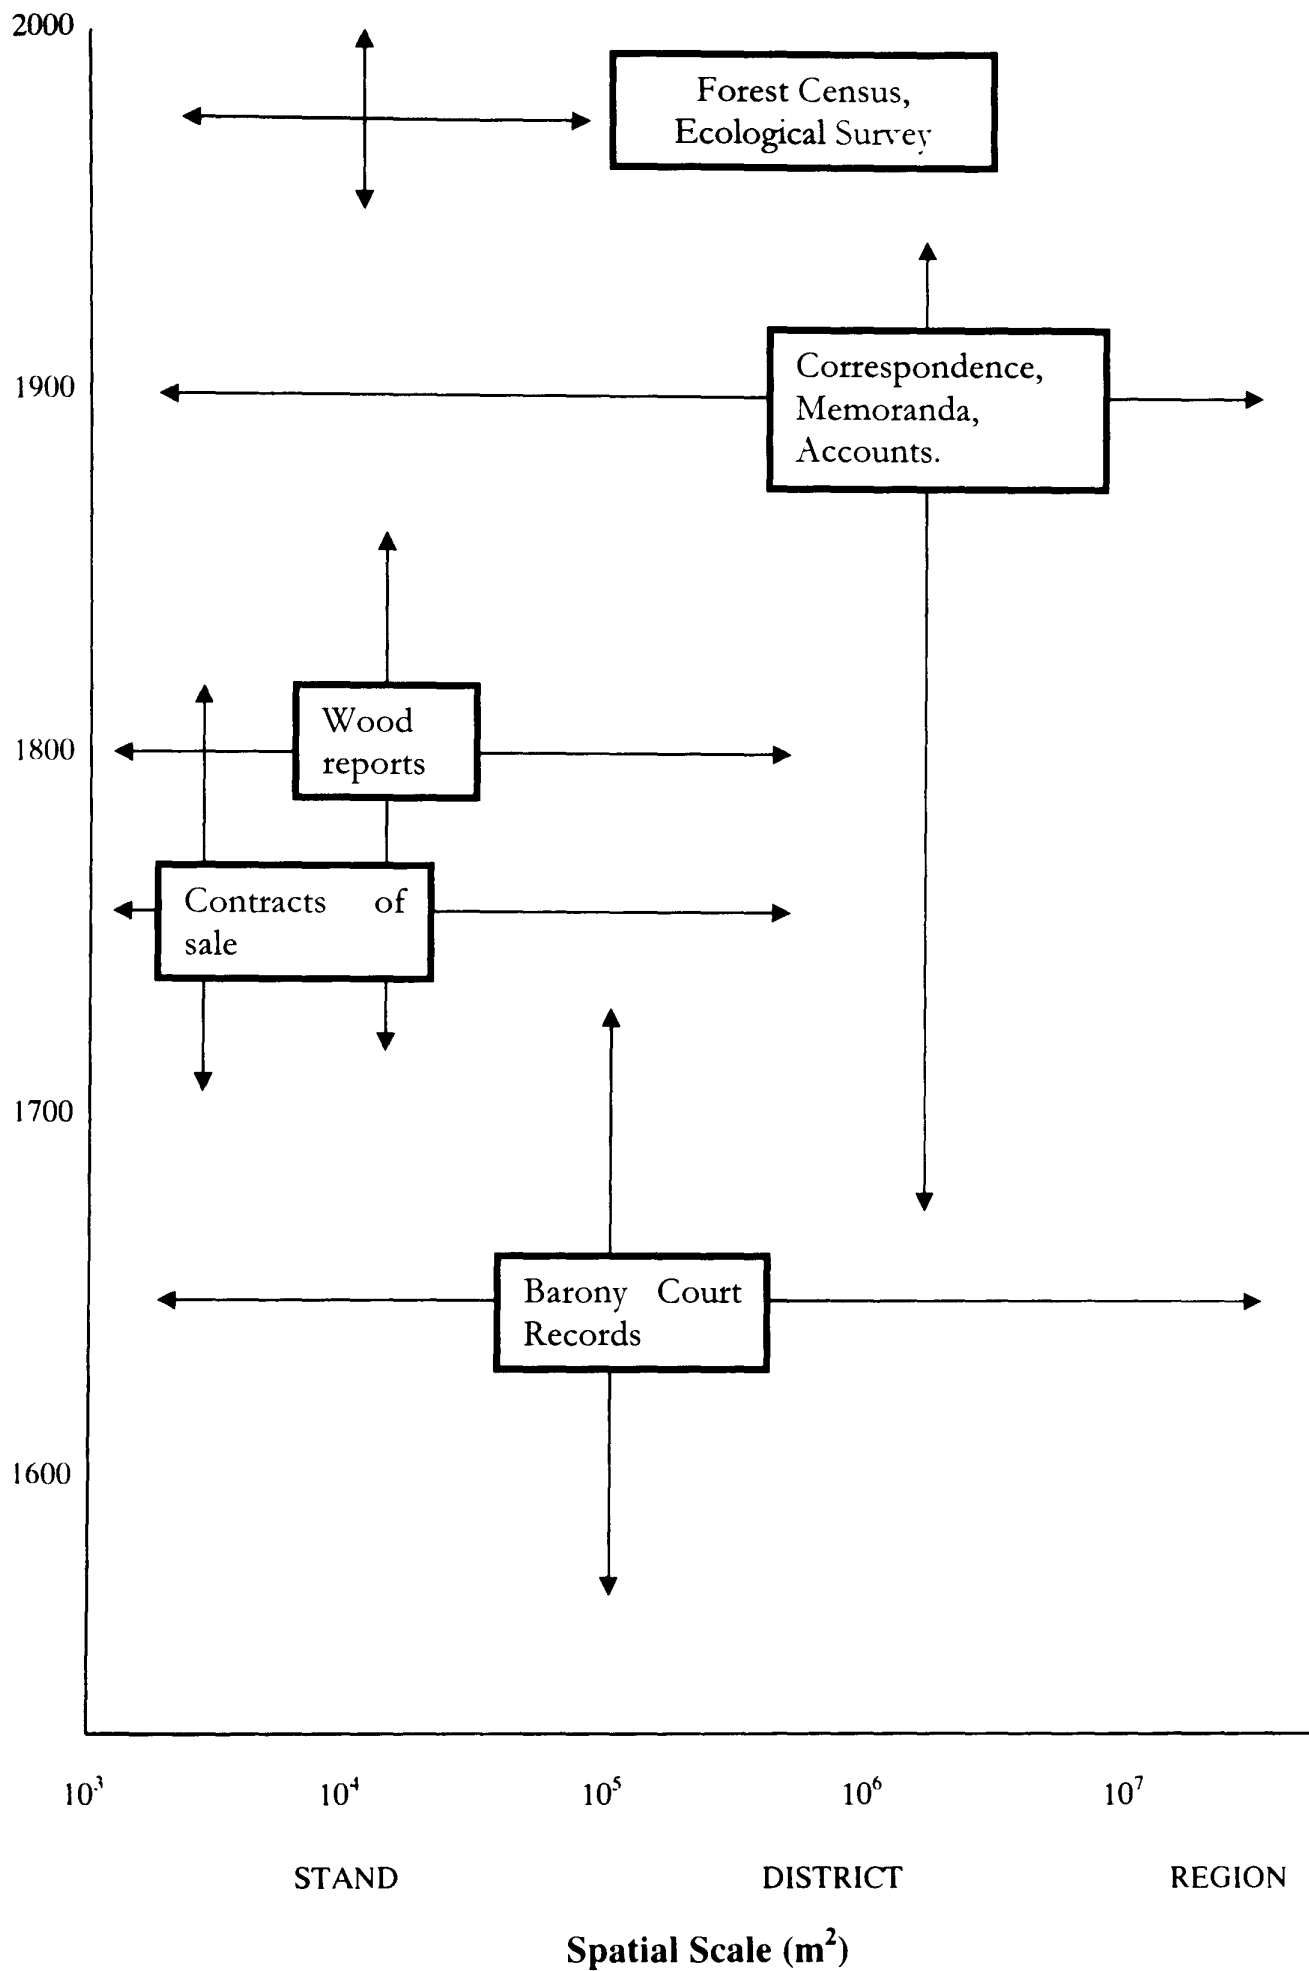 2000
Forest Census,
Ecological Survey
1900
Correspondence,
Memoranda,
Accounts.
1800
Wood
reports
Contracts of
sale
1700
Barony Court
Records
1600
10³ 10⁴ 10⁵ 10⁶ 10⁷
STAND DISTRICT REGION
Spatial Scale (m²)